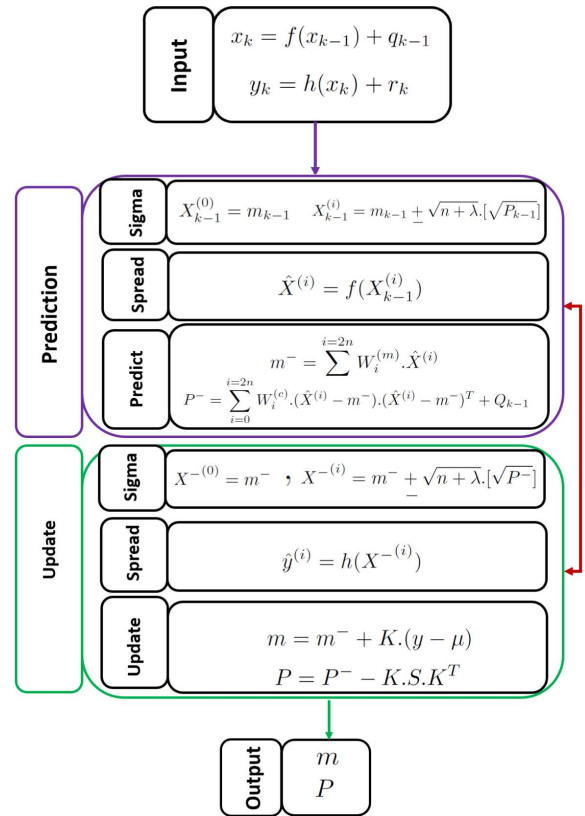 Input
x_k = f(x_{k-1}) + q_{k-1}
y_k = h(x_k) + r_k
Prediction
Sigma
X_{k-1}^{(0)} = m_{k-1} X_{k-1}^{(i)} = m_{k-1} ± √(n + λ).[√P_{k-1}]
Spread
X̂^{(i)} = f(X_{k-1}^{(i)})
Predict
m^- = ∑^{i=2n} W_i^{(m)}.X̂^{(i)}
P^- = ∑_{i=0}^{i=2n} W_i^{(c)}.(X̂^{(i)} − m^-).(X̂^{(i)} − m^-)^T + Q_{k-1}
Update
Sigma
X^{-(0)} = m^- , X^{-(i)} = m^- ± √(n + λ).[√P^-]
Spread
ŷ^{(i)} = h(X^{-(i)})
Update
m = m^- + K.(y − μ)
P = P^- − K.S.K^T
Output
m
P